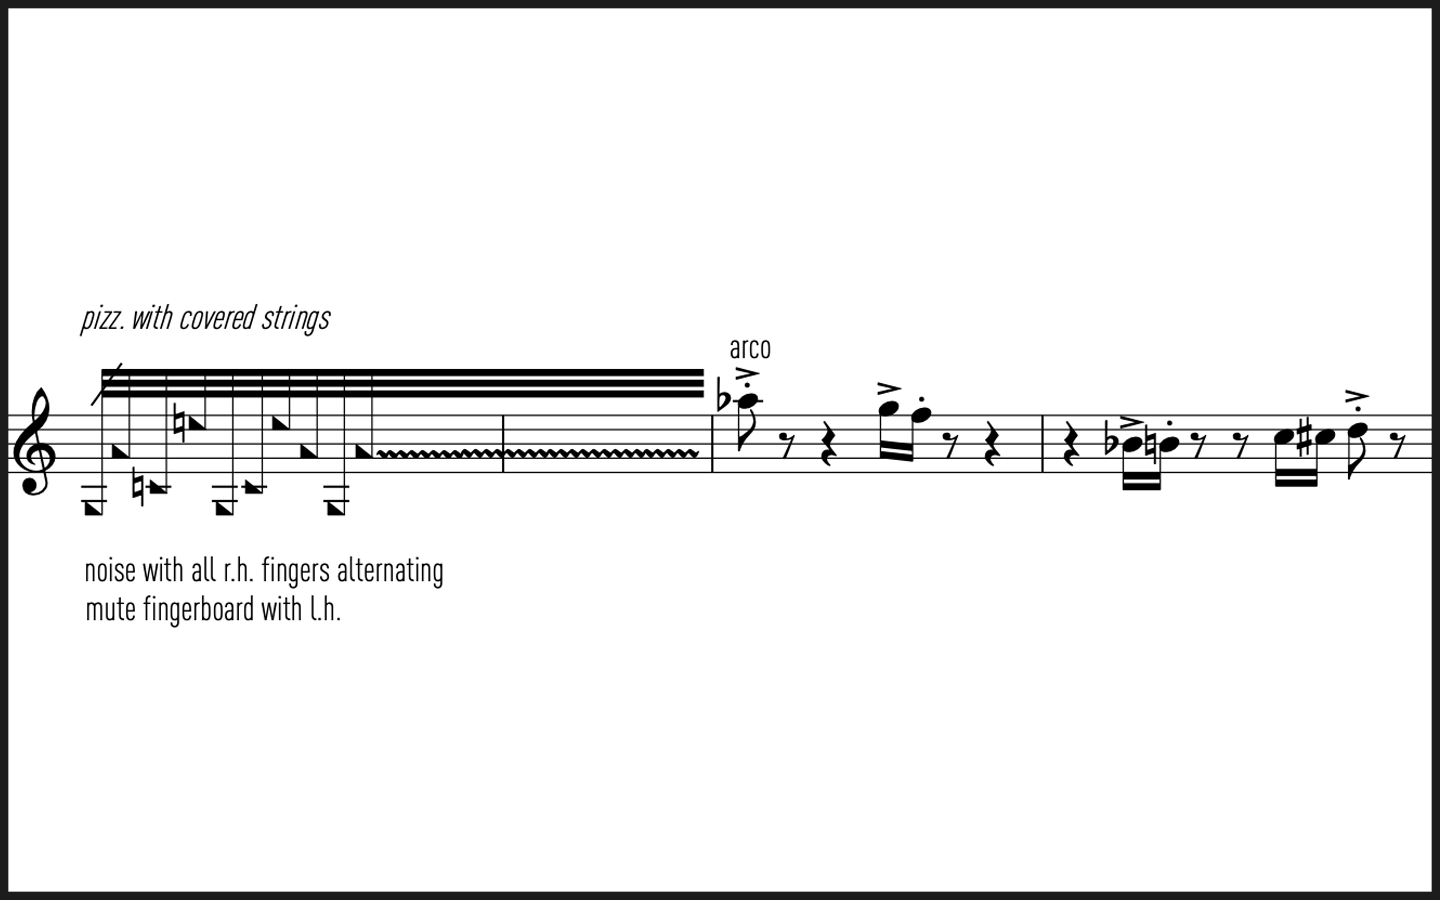 pizz. with covered strings
arco
noise with all r.h. fingers alternating
mute fingerboard with l.h.